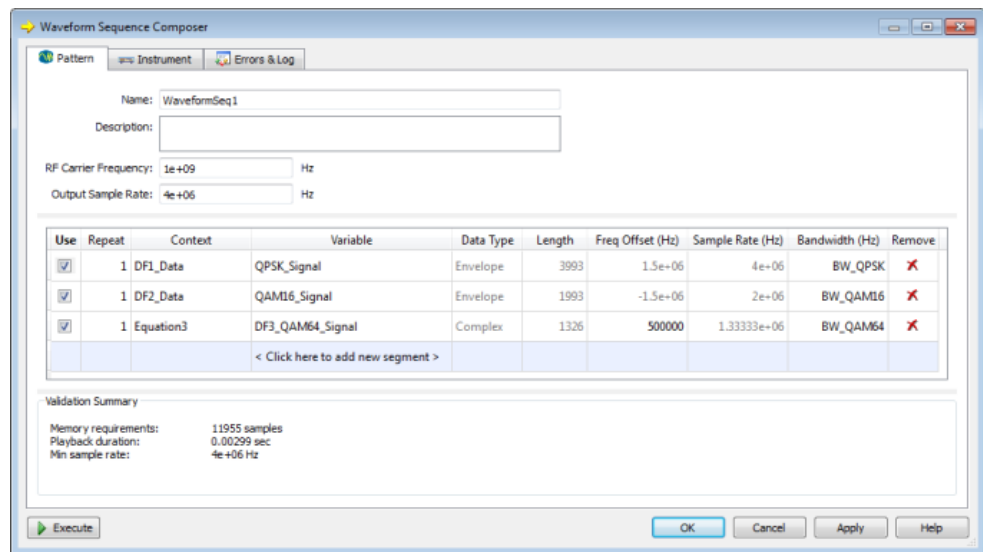 Waveform Sequence Composer
Pattern Instrument Errors & Log
Name: WaveformSeq1
Description:
RF Carrier Frequency: 1e+09 Hz
Output Sample Rate: 4e+06 Hz
Use Repeat Context Variable Data Type Length Freq Offset (Hz) Sample Rate (Hz) Bandwidth (Hz) Remove
1 DF1_Data QPSK_Signal Envelope 3993 1.5e+06 4e+06 BW_QPSK
1 DF2_Data QAM16_Signal Envelope 1993 -1.5e+06 2e+06 BW_QAM16
1 Equation3 DF3_QAM64_Signal Complex 1326 500000 1.33333e+06 BW_QAM64
< Click here to add new segment >
Validation Summary
Memory requirements: 11955 samples
Playback duration: 0.00299 sec
Min sample rate: 4e+06 Hz
Execute OK Cancel Apply Help